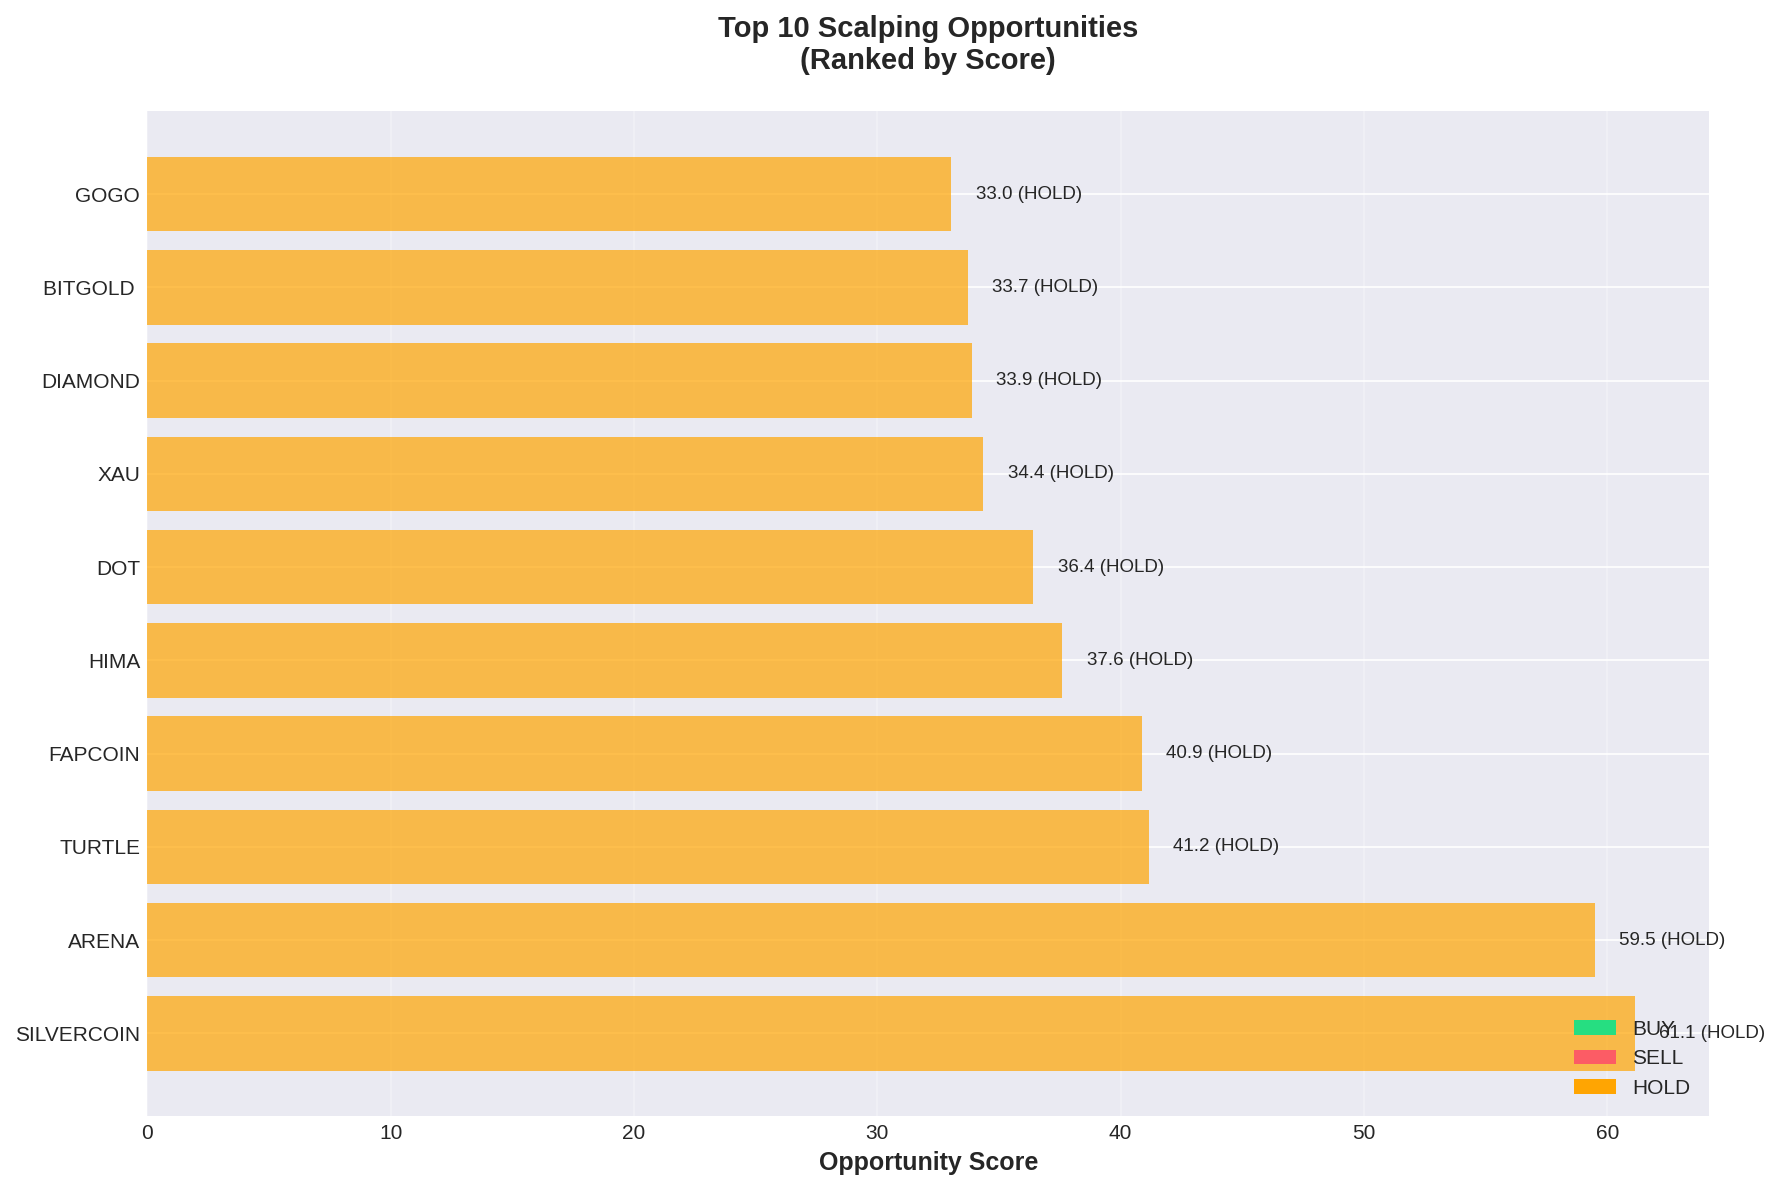 Top 10 Scalping Opportunities
(Ranked by Score)
GOGO 33.0 (HOLD)
BITGOLD 33.7 (HOLD)
DIAMOND 33.9 (HOLD)
XAU 34.4 (HOLD)
DOT 36.4 (HOLD)
HIMA 37.6 (HOLD)
FAPCOIN 40.9 (HOLD)
TURTLE 41.2 (HOLD)
ARENA 59.5 (HOLD)
SILVERCOIN 61.1 (HOLD)
BUY
SELL
HOLD
0 10 20 30 40 50 60
Opportunity Score